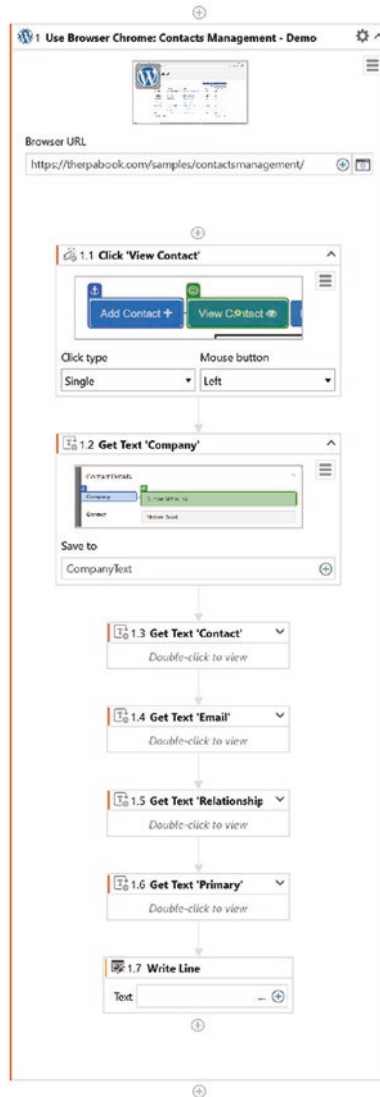 1 Use Browser Chrome: Contacts Management - Demo
Browser URL
https://therpabook.com/samples/contactsmanagement/
1.1 Click 'View Contact'
Add Contact +
View Contact
Click type
Mouse button
Single
Left
1.2 Get Text 'Company'
Contact Details
Company
Contact
Save to
CompanyText
1.3 Get Text 'Contact'
Double-click to view
1.4 Get Text 'Email'
Double-click to view
1.5 Get Text 'Relationship
Double-click to view
1.6 Get Text 'Primary'
Double-click to view
1.7 Write Line
Text
...